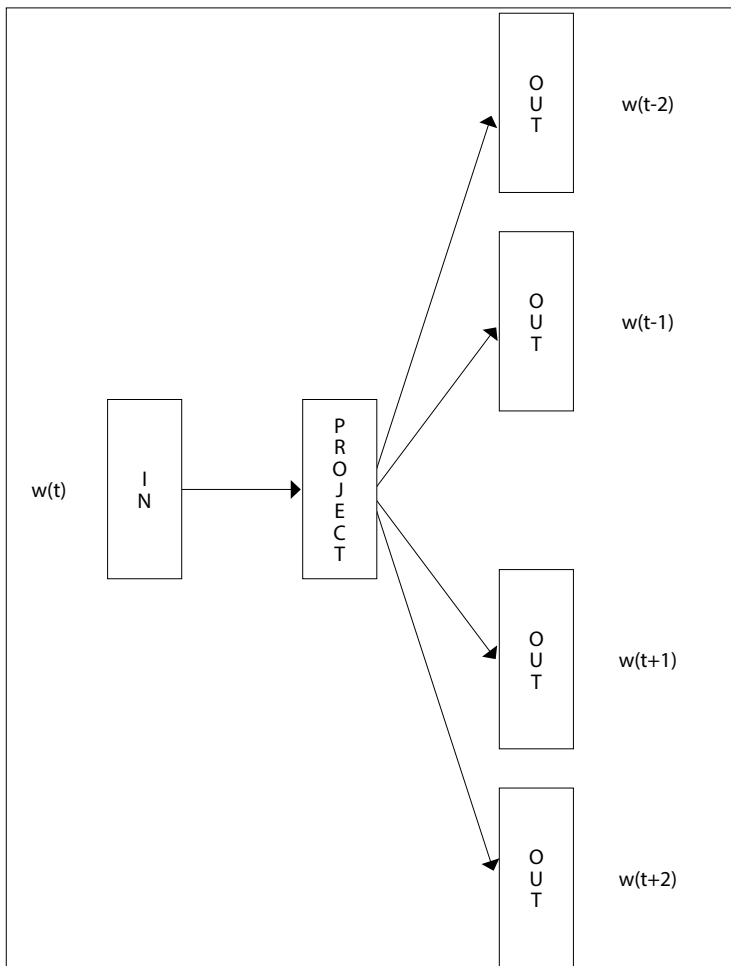 OUT
w(t-2)
OUT
w(t-1)
w(t)
IN
PROJECT
OUT
w(t+1)
OUT
w(t+2)